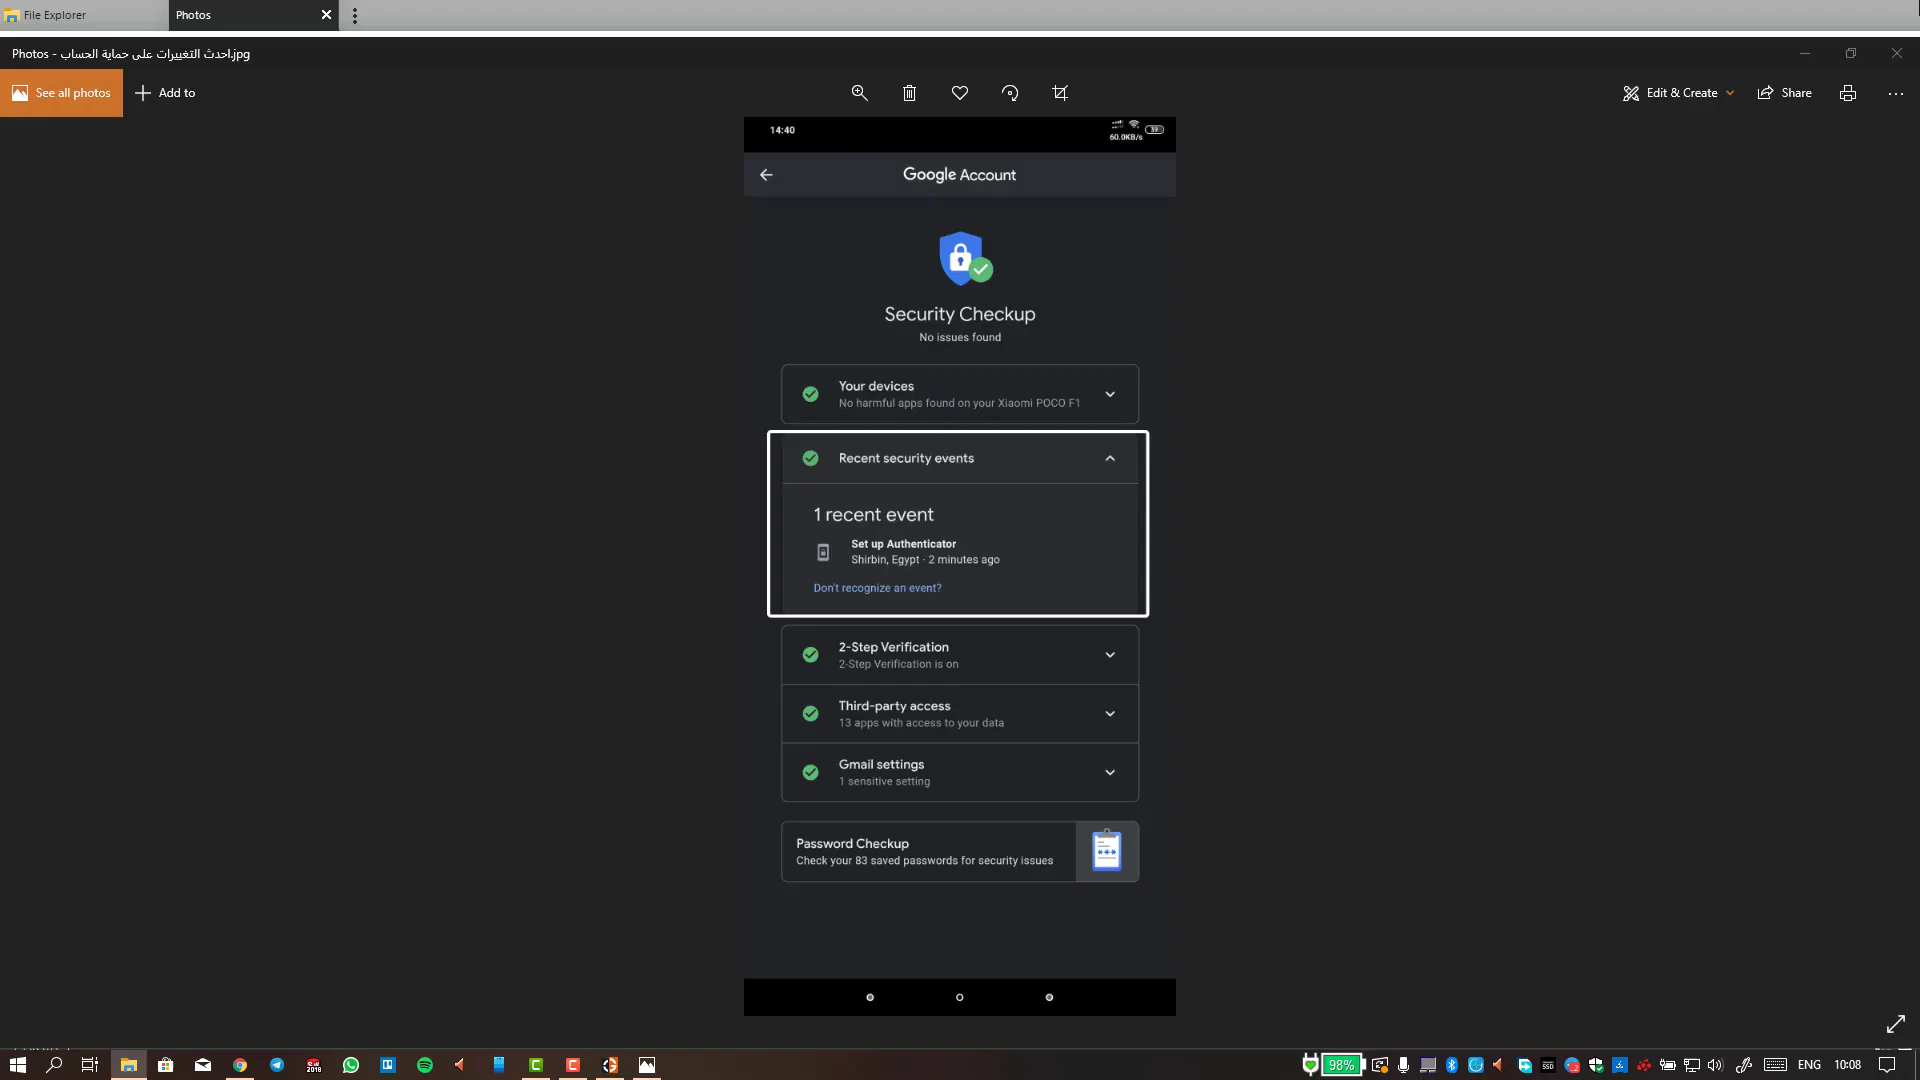 File Explorer
Photos
Photos - احدث التغييرات على حماية الحساب.jpg
See all photos
Add to
Edit & Create
Share
14:40
60.0KB/s
39
Google Account
Security Checkup
No issues found
Your devices
No harmful apps found on your Xiaomi POCO F1
Recent security events
1 recent event
Set up Authenticator
Shirbin, Egypt · 2 minutes ago
Don't recognize an event?
2-Step Verification
2-Step Verification is on
Third-party access
13 apps with access to your data
Gmail settings
1 sensitive setting
Password Checkup
Check your 83 saved passwords for security issues
98%
ENG
10:08